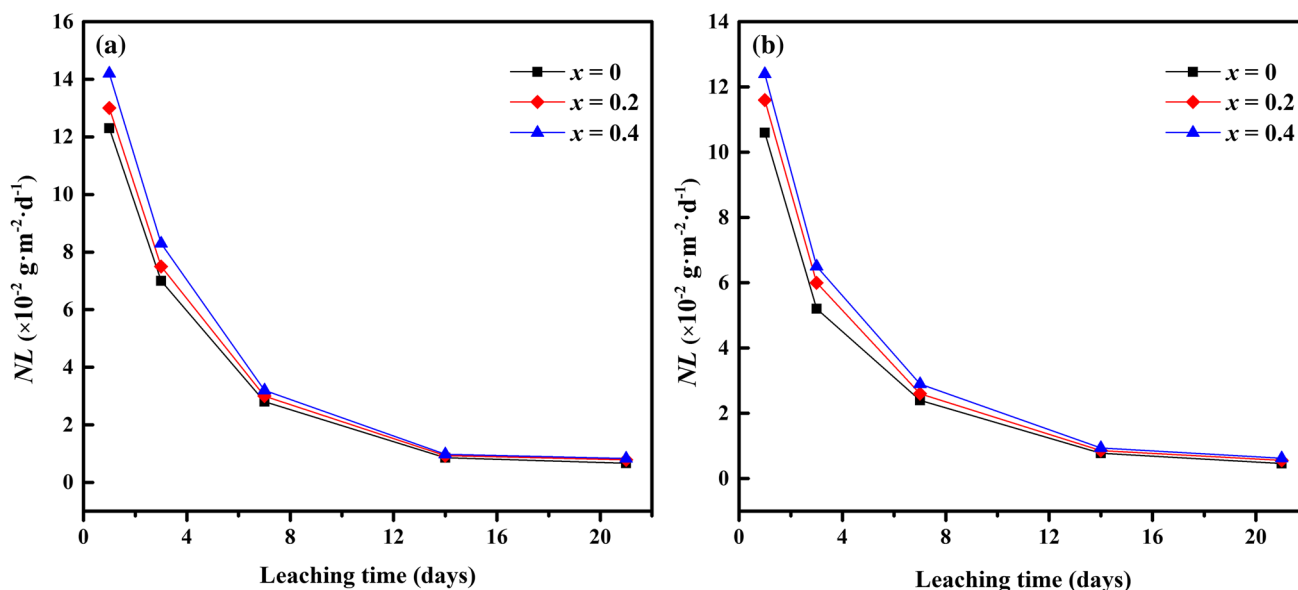 (a)
x = 0
x = 0.2
x = 0.4
16
14
12
10
8
6
4
2
0
NL (×10⁻² g·m⁻²·d⁻¹)
0 4 8 12 16 20
Leaching time (days)
(b)
x = 0
x = 0.2
x = 0.4
14
12
10
8
6
4
2
0
NL (×10⁻² g·m⁻²·d⁻¹)
0 4 8 12 16 20
Leaching time (days)